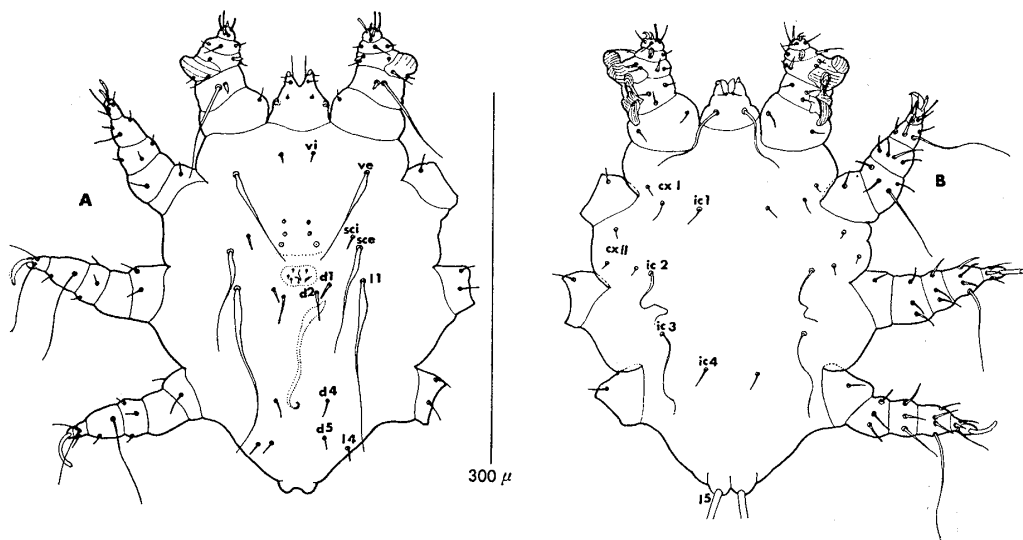 A
vi
ve
sci
sce
d1
d2
l1
d4
d5
l4
300 μ
B
cx I
ic1
cx II
ic 2
ic 3
ic4
l5